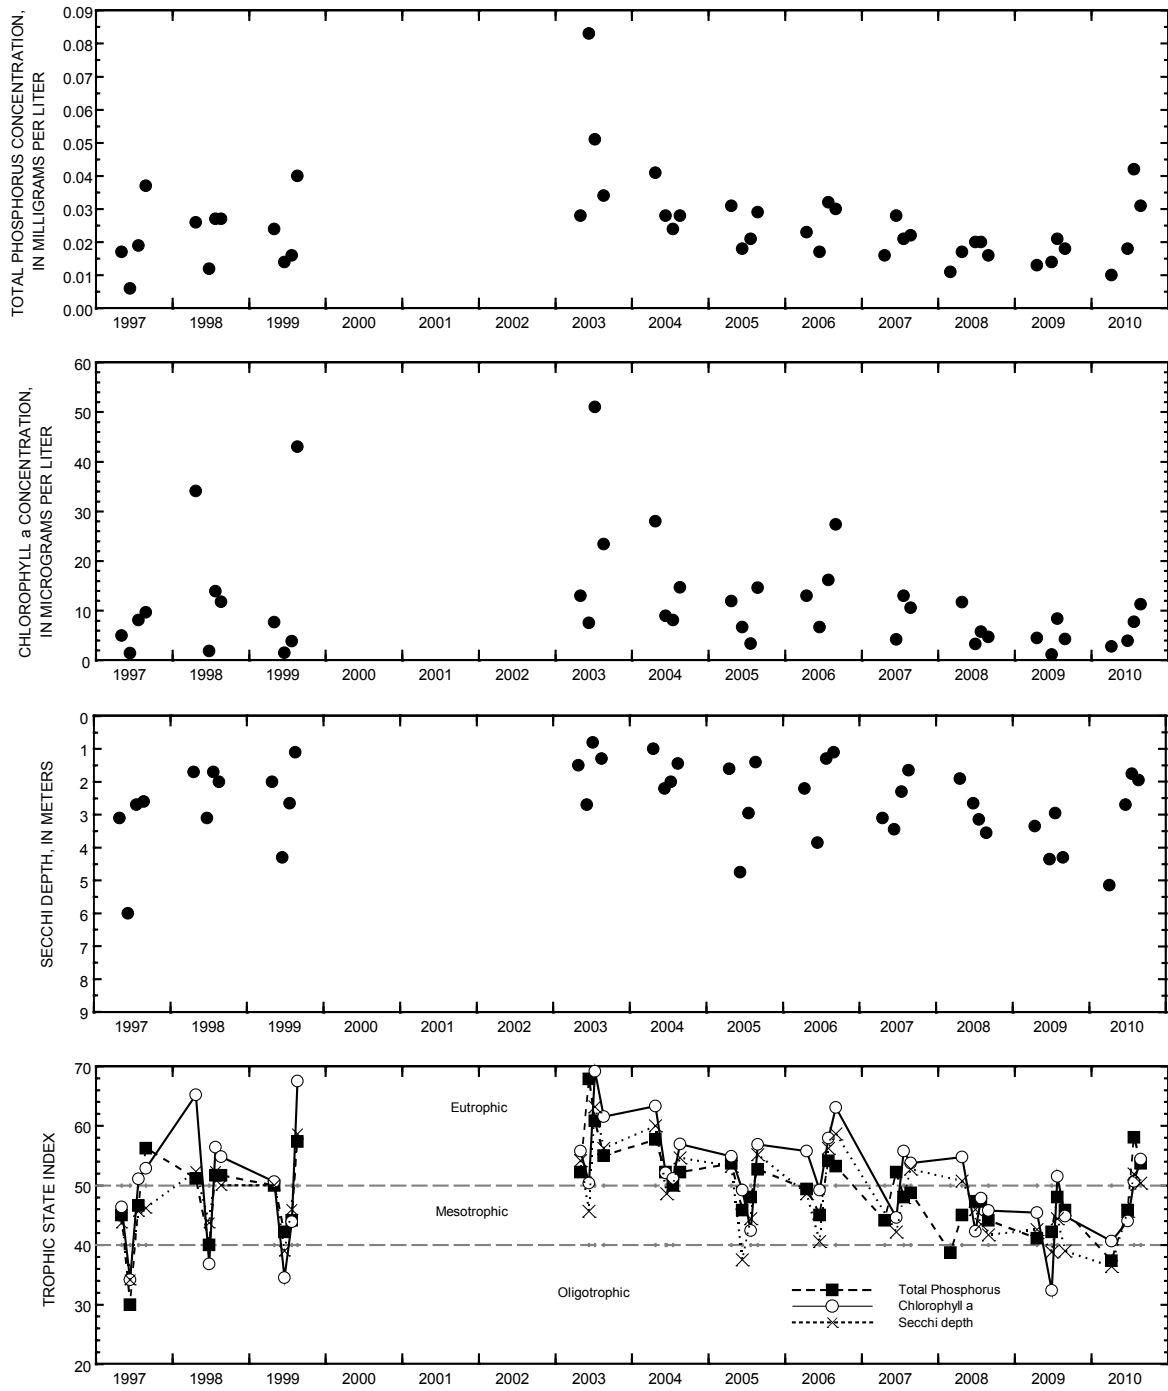 TOTAL PHOSPHORUS CONCENTRATION,
IN MILLIGRAMS PER LITER
0.09
0.08
0.07
0.06
0.05
0.04
0.03
0.02
0.01
0.00
1997 1998 1999 2000 2001 2002 2003 2004 2005 2006 2007 2008 2009 2010
CHLOROPHYLL a CONCENTRATION,
IN MICROGRAMS PER LITER
60
50
40
30
20
10
0
1997 1998 1999 2000 2001 2002 2003 2004 2005 2006 2007 2008 2009 2010
SECCHI DEPTH, IN METERS
0
1
2
3
4
5
6
7
8
9
1997 1998 1999 2000 2001 2002 2003 2004 2005 2006 2007 2008 2009 2010
TROPHIC STATE INDEX
70
60
50
40
30
20
Eutrophic
Mesotrophic
Oligotrophic
Total Phosphorus
Chlorophyll a
Secchi depth
1997 1998 1999 2000 2001 2002 2003 2004 2005 2006 2007 2008 2009 2010